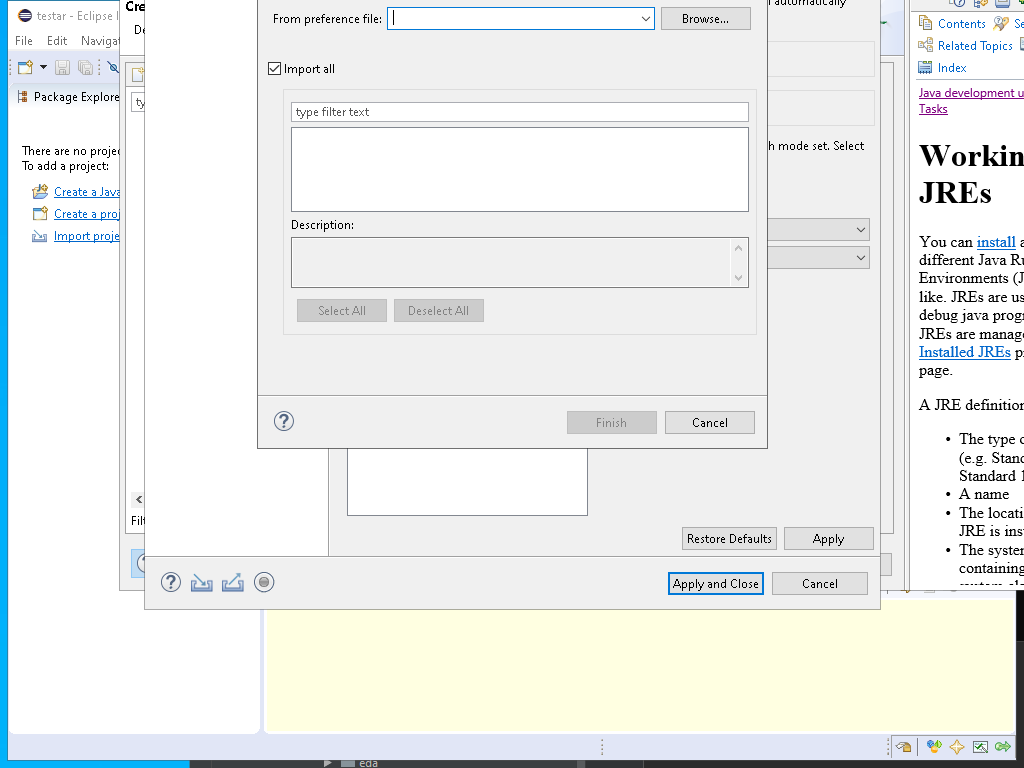 testar - Eclipse I
File Edit Navigat
Package Explore
There are no projec
To add a project:
Create a Java
Create a proj
Import proje
Cre
De
ty
Filt
automatically
h mode set. Select
From preference file:
Browse...
Import all
type filter text
Description:
Select All
Deselect All
Finish
Cancel
Restore Defaults
Apply
Apply and Close
Cancel
Contents
Se
Related Topics
Index
Java development u
Tasks
Workin
JREs
You can install a
different Java Ru
Environments (J
like. JREs are us
debug java progr
JREs are manage
Installed JREs pr
page.
A JRE definition
• The type o
(e.g. Stand
Standard 1
• A name
• The locati
JRE is inst
• The system
containing
eda